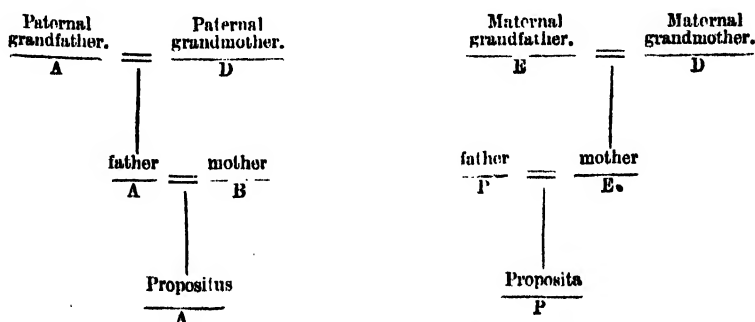 Paternal Paternal
grandfather. = grandmother.
A D
father = mother
A B
Propositus
A
Maternal Maternal
grandfather. = grandmother.
E D
father = mother
P E.
Proposita
P